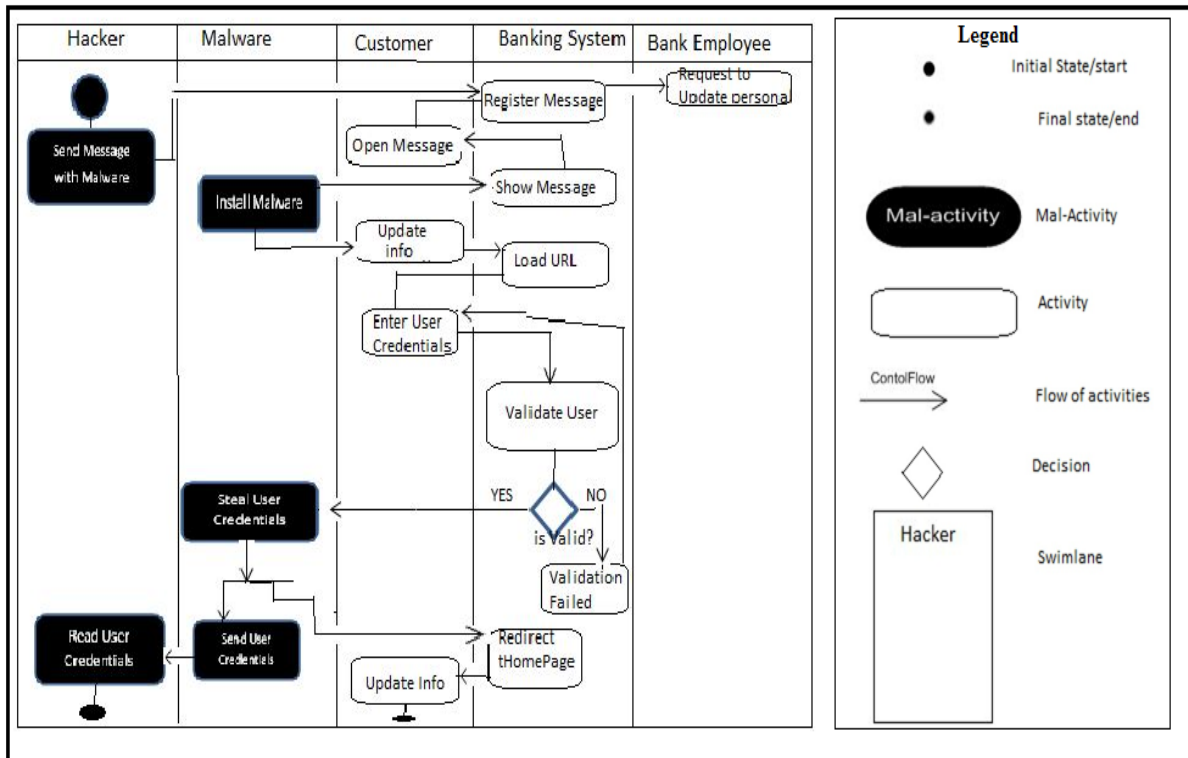 Hacker
Malware
Customer
Banking System
Bank Employee
Send Message
with Malware
Register Message
Request to
Update persona
Open Message
Install Malware
Show Message
Update
info
Load URL
Enter User
Credentials
Validate User
YES
NO
is Valid?
Steal User
Credentials
Validation
Failed
Read User
Credentials
Send User
Credentials
Redirect
tHomePage
Update Info
Legend
Initial State/start
Final state/end
Mal-activity
Mal-Activity
Activity
ContolFlow
Flow of activities
Decision
Hacker
Swimlane